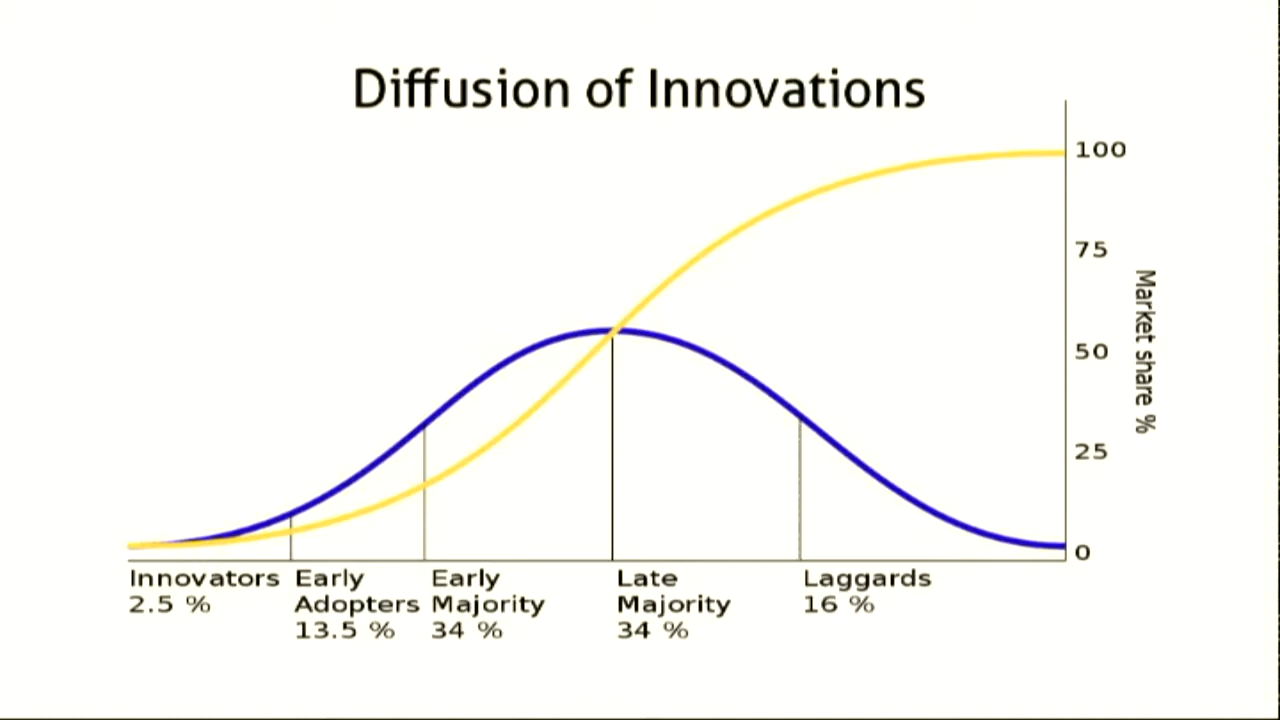 Diffusion of Innovations
100
75
50
25
0
Market share %
Innovators
2.5 %
Early
Adopters
13.5 %
Early
Majority
34 %
Late
Majority
34 %
Laggards
16 %